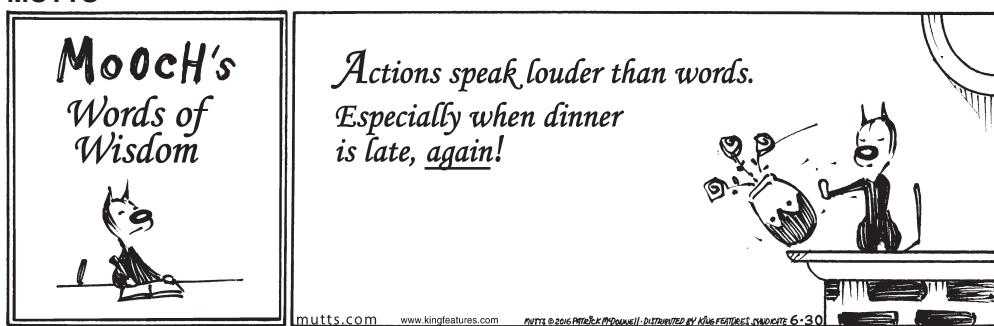 MUTTS
MOOCH's
Words of
Wisdom
Actions speak louder than words.
Especially when dinner
is late, again!
mutts.com
www.kingfeatures.com
MUTTS © 2016 PATRICK McDONNELL · DISTRIBUTED BY KING FEATURES SYNDICATE 6·30